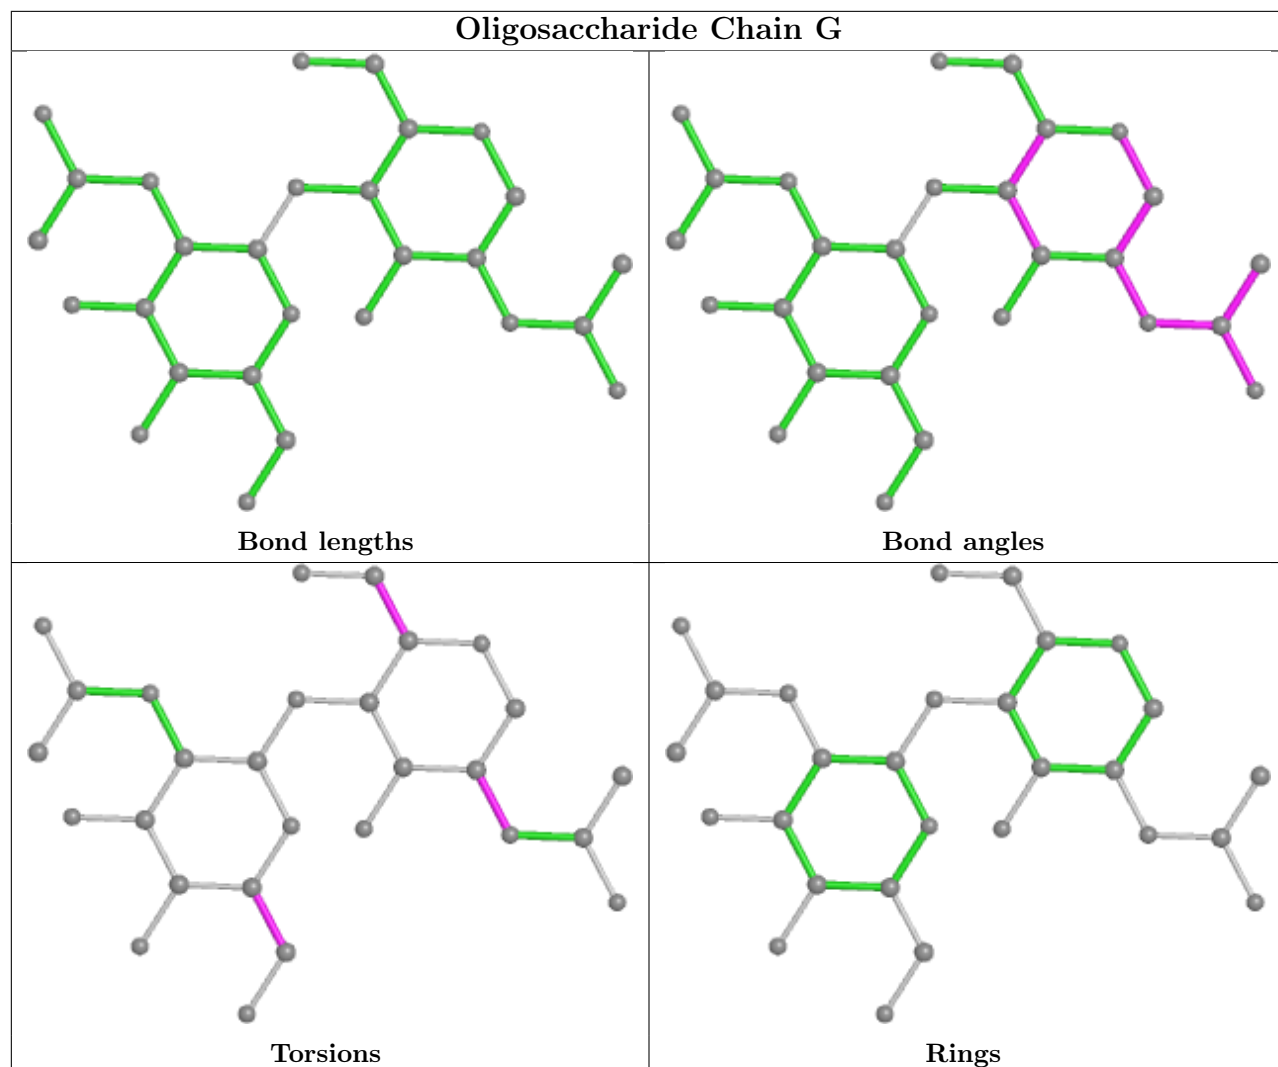 Oligosaccharide Chain G
Bond lengths
Bond angles
Torsions
Rings